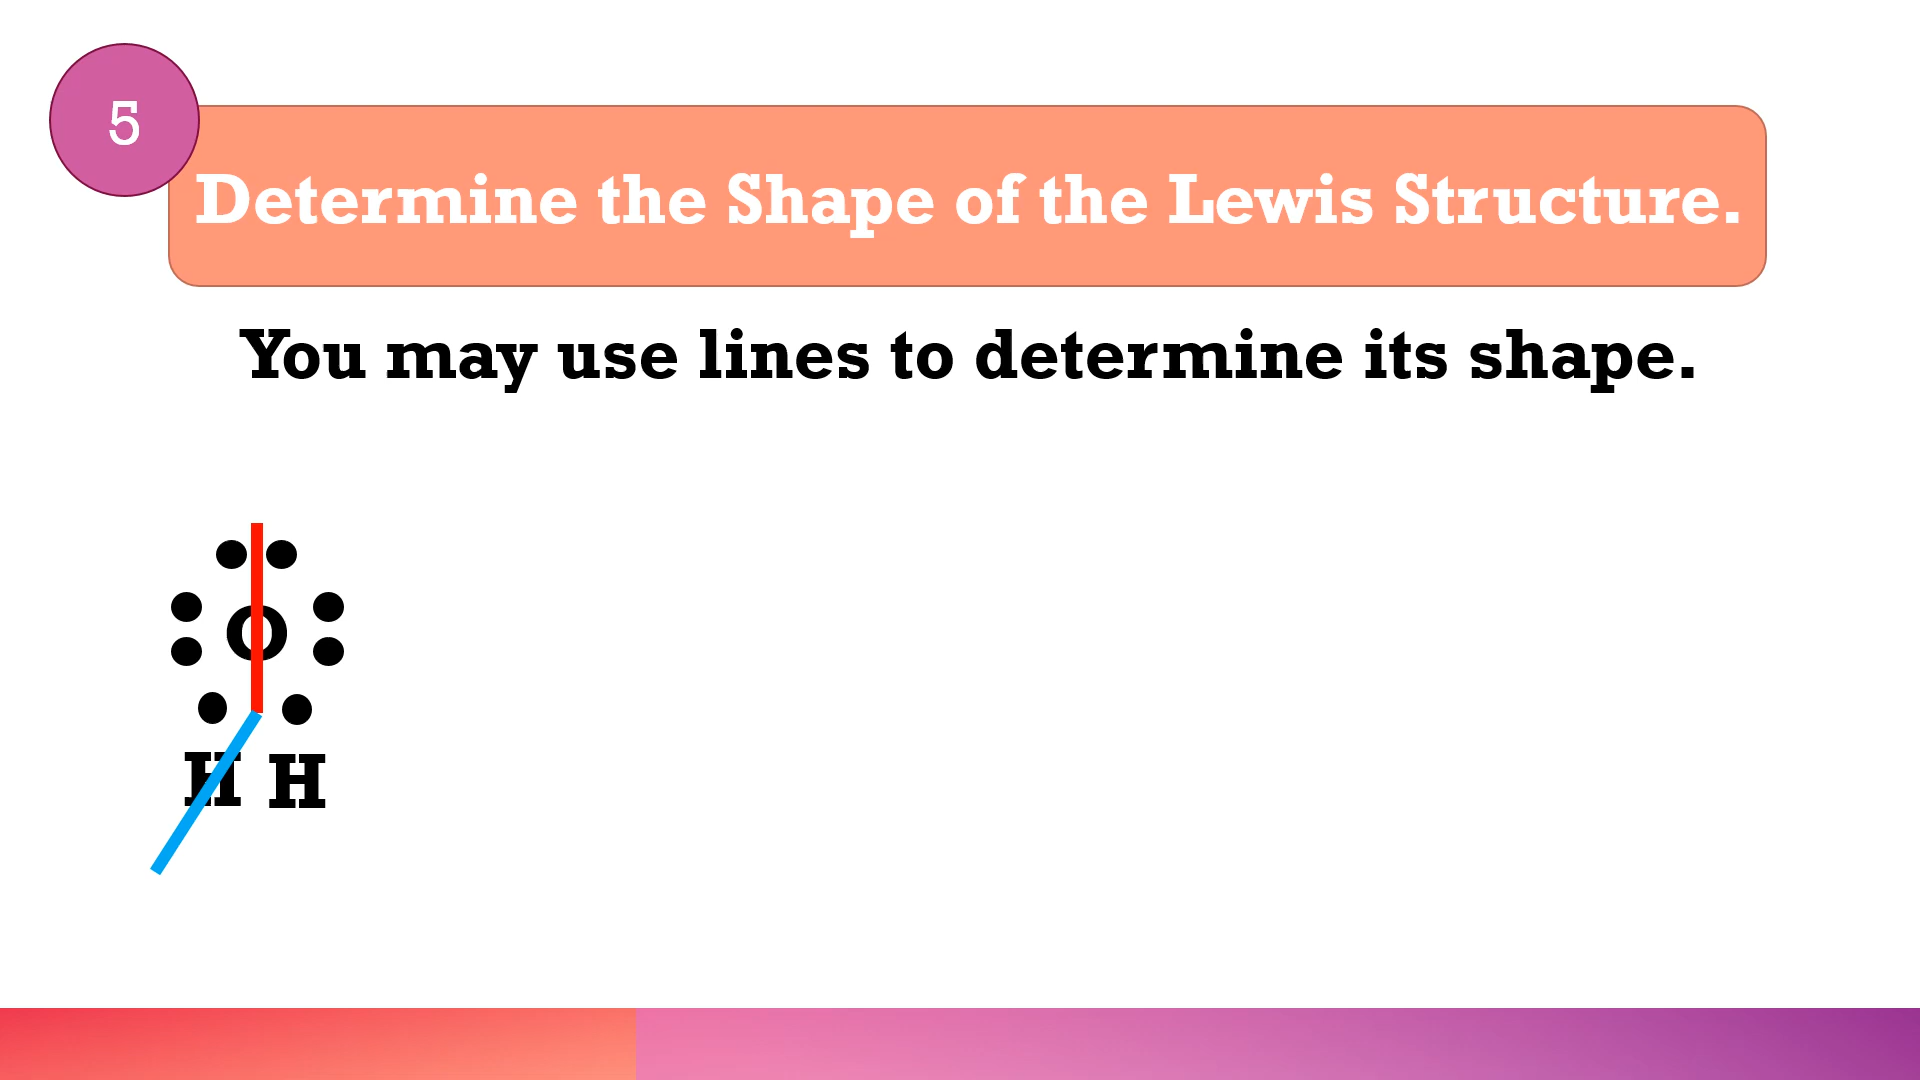 5
Determine the Shape of the Lewis Structure.
You may use lines to determine its shape.
O
H H